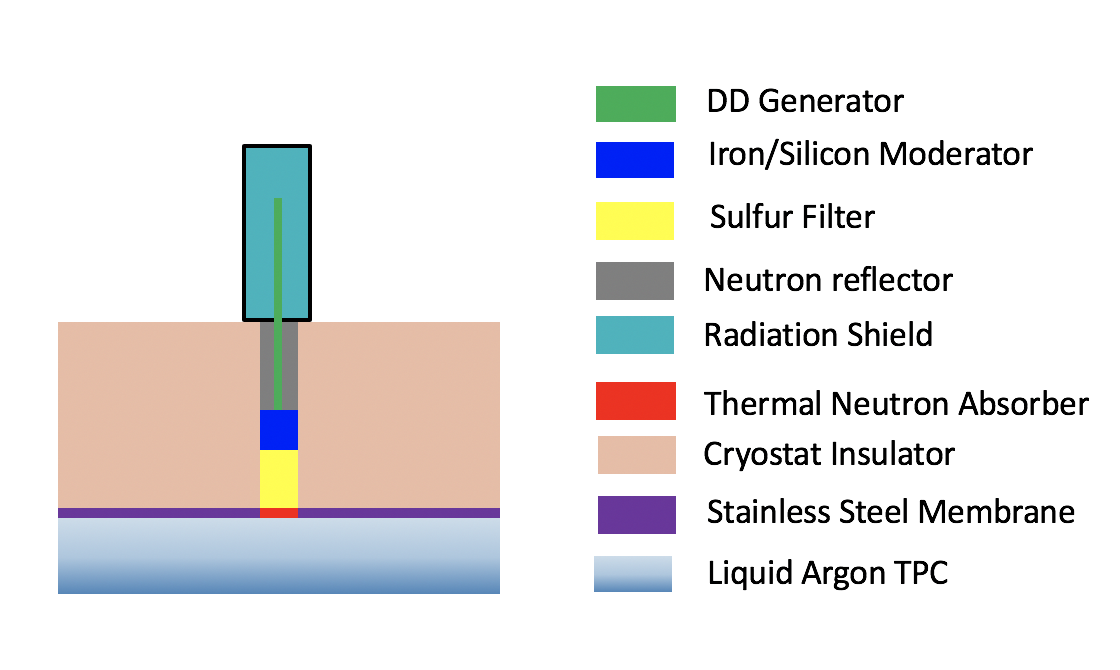 DD Generator
Iron/Silicon Moderator
Sulfur Filter
Neutron reflector
Radiation Shield
Thermal Neutron Absorber
Cryostat Insulator
Stainless Steel Membrane
Liquid Argon TPC